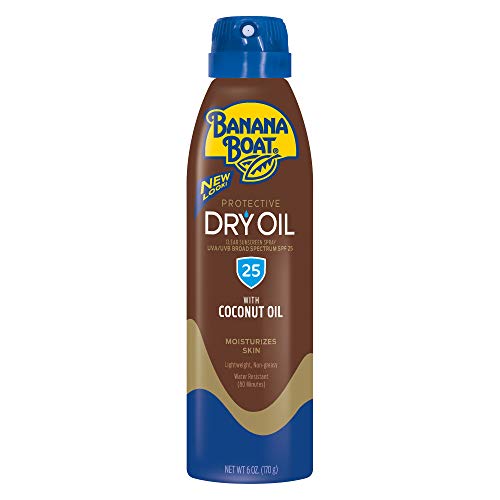 BANANA
BOAT®
NEW
LOOK!
PROTECTIVE
DRY OIL
CLEAR SUNSCREEN SPRAY
UVA/UVB BROAD SPECTRUM SPF 25
25
WITH
COCONUT OIL
MOISTURIZES
SKIN
Lightweight, Non-greasy
Water Resistant
(80 Minutes)
NET WT 6 OZ. (170 g)